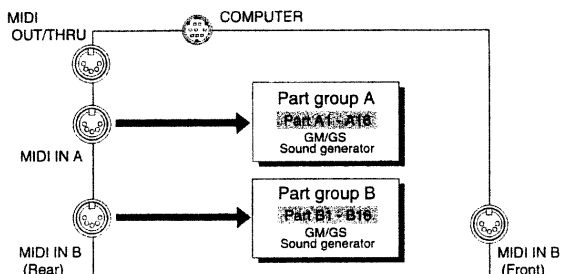 MIDI
OUT/THRU
COMPUTER
Part group A
Part A1 - A16
GM/GS
Sound generator
MIDI IN A
Part group B
Part B1 - B16
GM/GS
Sound generator
MIDI IN B
(Rear)
MIDI IN B
(Front)